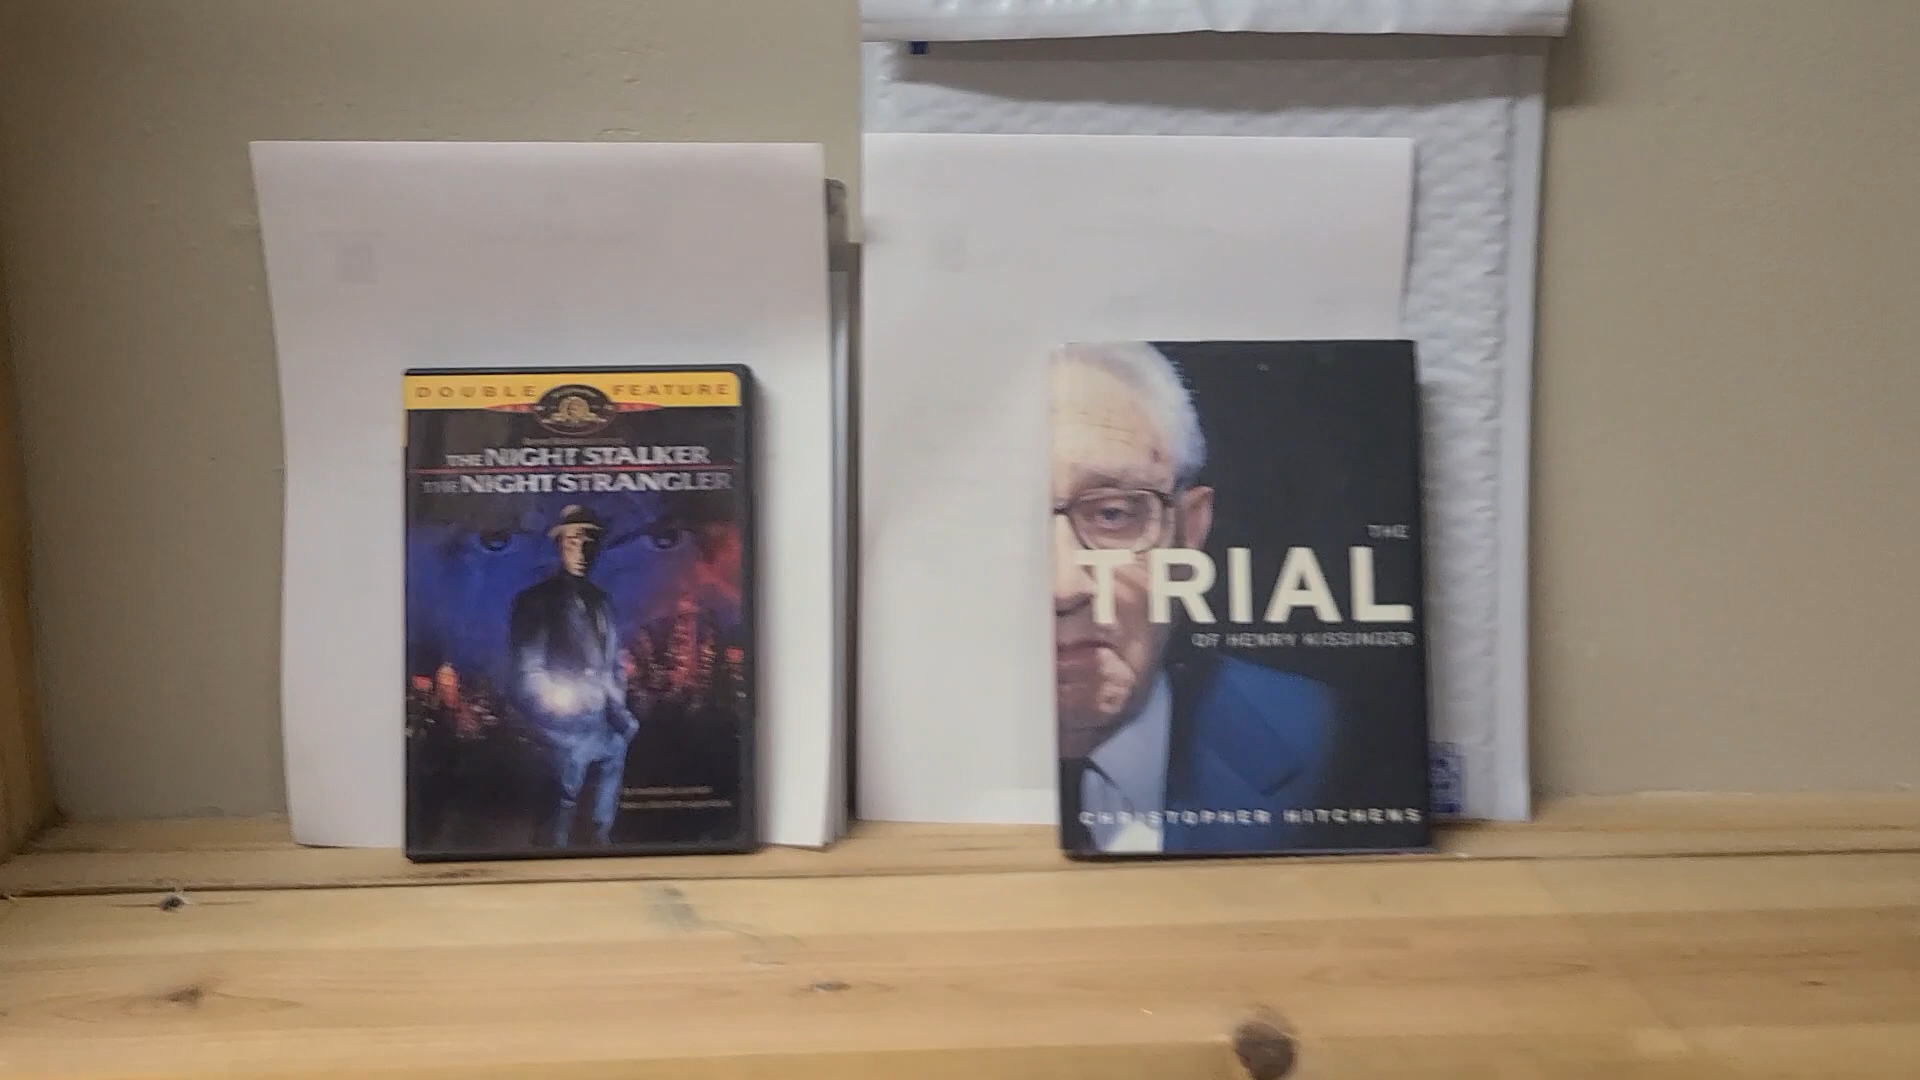 DOUBLE FEATURE
THE NIGHT STALKER
THE NIGHT STRANGLER
THE
TRIAL
OF HENRY KISSINGER
CHRISTOPHER HITCHENS